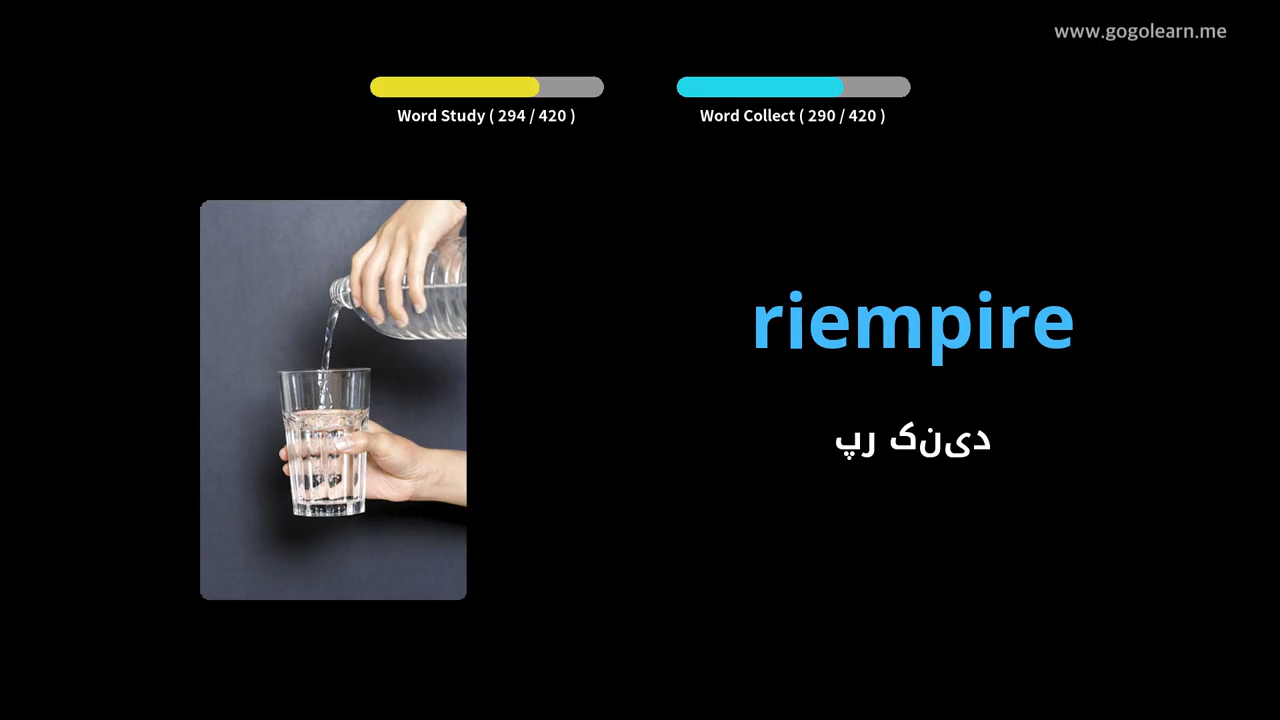 www.gogolearn.me
Word Study ( 294 / 420 )
Word Collect ( 290 / 420 )
riempire
پر کنید